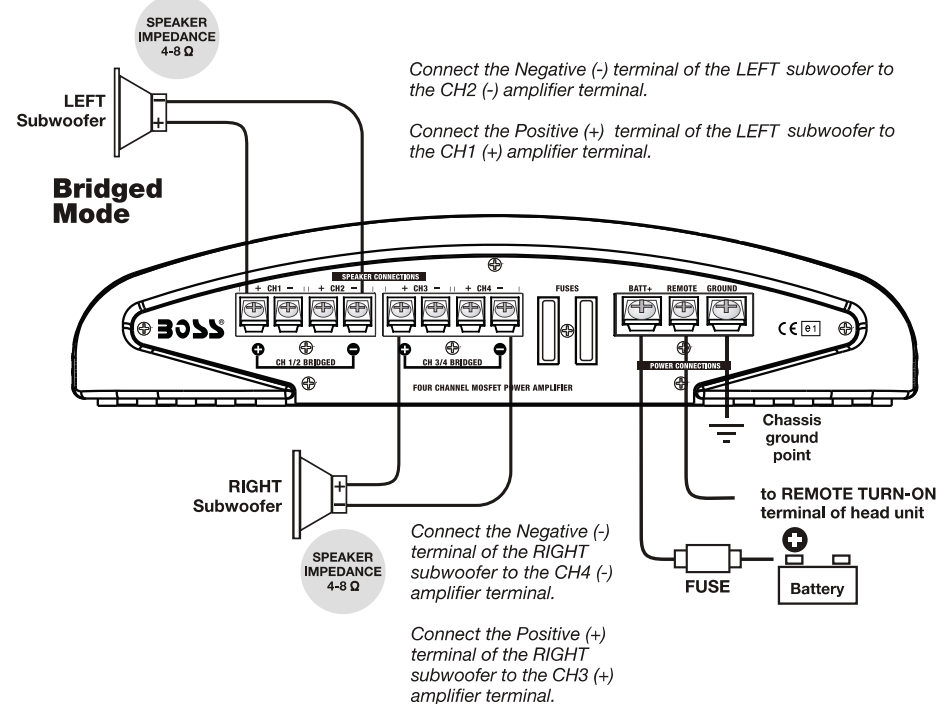 SPEAKER
IMPEDANCE
4-8 Ω
LEFT
Subwoofer
− 
+
Connect the Negative (-) terminal of the LEFT subwoofer to
the CH2 (-) amplifier terminal.
Connect the Positive (+) terminal of the LEFT subwoofer to
the CH1 (+) amplifier terminal.
Bridged
Mode
SPEAKER CONNECTIONS
+ CH1 − + CH2 − + CH3 − + CH4 −
FUSES
BATT+ REMOTE GROUND
BOSS®
CE e1
+ CH 1/2 BRIDGED −
+ CH 3/4 BRIDGED −
POWER CONNECTIONS
FOUR CHANNEL MOSFET POWER AMPLIFIER
Chassis
ground
point
RIGHT
Subwoofer
+
−
to REMOTE TURN-ON
terminal of head unit
SPEAKER
IMPEDANCE
4-8 Ω
Connect the Negative (-)
terminal of the RIGHT
subwoofer to the CH4 (-)
amplifier terminal.
FUSE
+
Battery
Connect the Positive (+)
terminal of the RIGHT
subwoofer to the CH3 (+)
amplifier terminal.